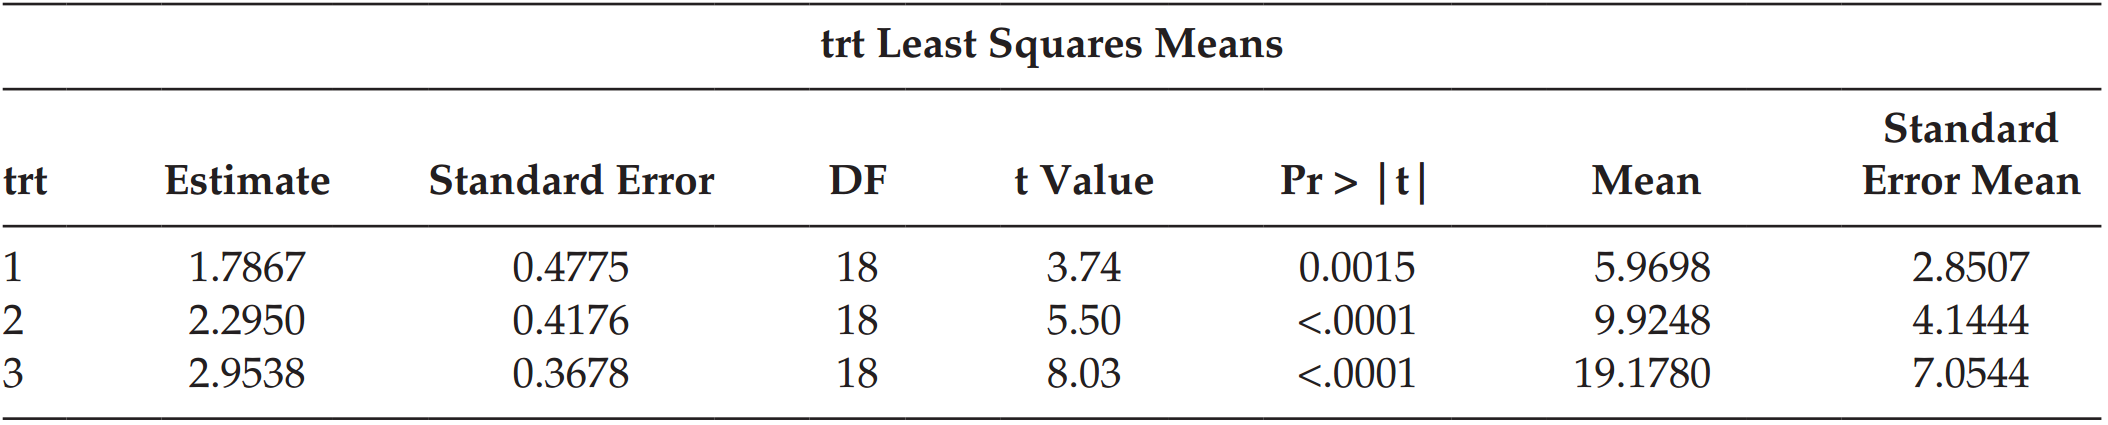 trt Least Squares Means
trt Estimate Standard Error DF t Value Pr > |t| Mean Standard Error Mean
1 1.7867 0.4775 18 3.74 0.0015 5.9698 2.8507
2 2.2950 0.4176 18 5.50 <.0001 9.9248 4.1444
3 2.9538 0.3678 18 8.03 <.0001 19.1780 7.0544